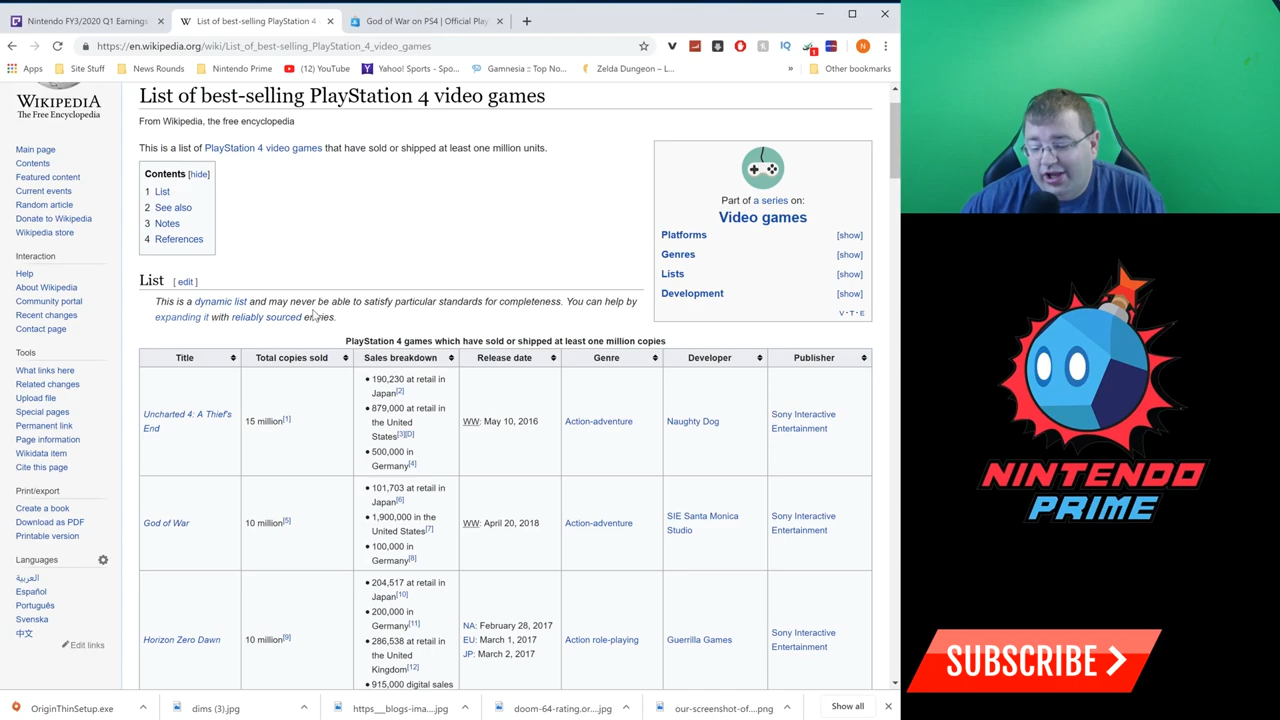 Nintendo FY3/2020 Q1 Earnings
List of best-selling PlayStation 4
God of War on PS4 | Official Play
https://en.wikipedia.org/wiki/List_of_best-selling_PlayStation_4_video_games
Apps Site Stuff News Rounds Nintendo Prime (12) YouTube Yahoo! Sports - Spo... Gamnesia :: Top No... Zelda Dungeon – L... » Other bookmarks
WIKIPEDIA
The Free Encyclopedia
Main page
Contents
Featured content
Current events
Random article
Donate to Wikipedia
Wikipedia store
Interaction
Help
About Wikipedia
Community portal
Recent changes
Contact page
Tools
What links here
Related changes
Upload file
Special pages
Permanent link
Page information
Wikidata item
Cite this page
Print/export
Create a book
Download as PDF
Printable version
Languages
العربية
Español
Português
Svenska
中文
Edit links
List of best-selling PlayStation 4 video games
From Wikipedia, the free encyclopedia
This is a list of PlayStation 4 video games that have sold or shipped at least one million units.
Contents [hide]
1 List
2 See also
3 Notes
4 References
Part of a series on:
Video games
Platforms [show]
Genres [show]
Lists [show]
Development [show]
V·T·E
List [ edit ]
This is a dynamic list and may never be able to satisfy particular standards for completeness. You can help by
expanding it with reliably sourced entries.
PlayStation 4 games which have sold or shipped at least one million copies
Title Total copies sold Sales breakdown Release date Genre Developer Publisher
Uncharted 4: A Thief's
End
15 million[1]
• 190,230 at retail in
Japan[2]
• 879,000 at retail in
the United
States[3][D]
• 500,000 in
Germany[4]
WW: May 10, 2016
Action-adventure
Naughty Dog
Sony Interactive
Entertainment
God of War
10 million[5]
• 101,703 at retail in
Japan[6]
• 1,900,000 in the
United States[7]
• 100,000 in
Germany[8]
WW: April 20, 2018
Action-adventure
SIE Santa Monica
Studio
Sony Interactive
Entertainment
Horizon Zero Dawn
10 million[9]
• 204,517 at retail in
Japan[10]
• 200,000 in
Germany[11]
• 286,538 at retail in
the United
Kingdom[12]
• 915,000 digital sales
NA: February 28, 2017
EU: March 1, 2017
JP: March 2, 2017
Action role-playing
Guerrilla Games
Sony Interactive
Entertainment
NINTENDO
PRIME
SUBSCRIBE
OriginThinSetup.exe dims (3).jpg https___blogs-ima....jpg doom-64-rating.or....jpg our-screenshot-of....png Show all